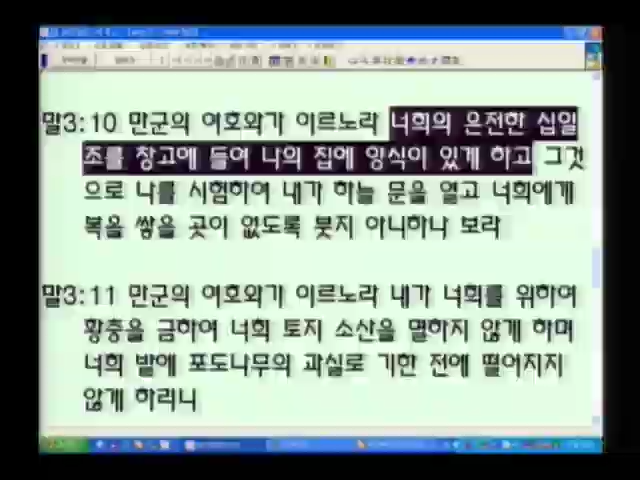 말3:10 만군의 여호와가 이르노라 너희의 온전한 십일
조를 창고에 들여 나의 집에 양식이 있게 하고 그것
으로 나를 시험하여 내가 하늘 문을 열고 너희에게
복을 쌓을 곳이 없도록 붓지 아니하나 보라
말3:11 만군의 여호와가 이르노라 내가 너희를 위하여
황충을 금하여 너희 토지 소산을 멸하지 않게 하며
너희 밭에 포도나무의 과실로 기한 전에 떨어지지
않게 하리니